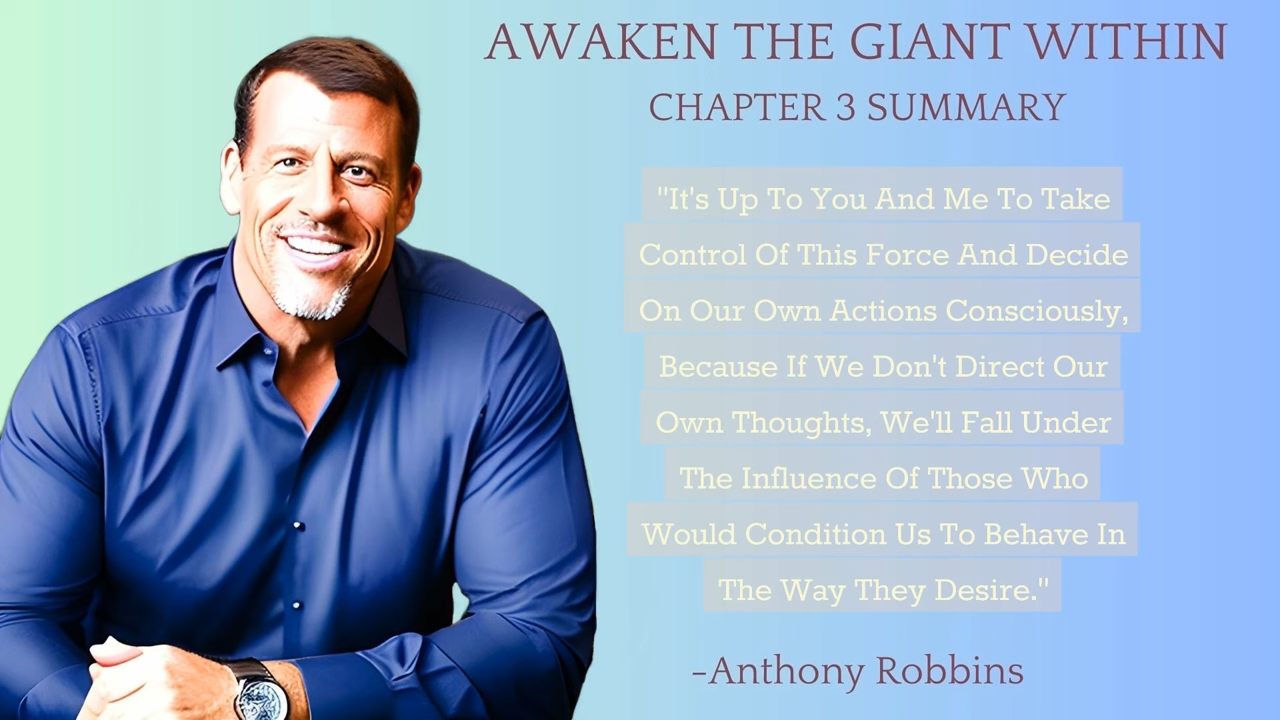 AWAKEN THE GIANT WITHIN
CHAPTER 3 SUMMARY
"It's Up To You And Me To Take
Control Of This Force And Decide
On Our Own Actions Consciously,
Because If We Don't Direct Our
Own Thoughts, We'll Fall Under
The Influence Of Those Who
Would Condition Us To Behave In
The Way They Desire."
-Anthony Robbins